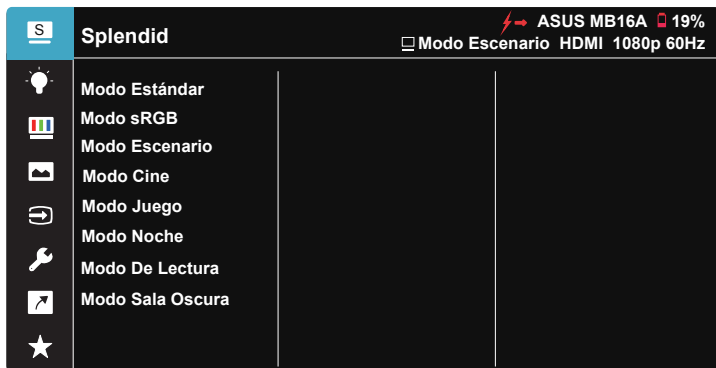 S
Splendid
ASUS MB16A 19%
Modo Escenario HDMI 1080p 60Hz
Modo Estándar
Modo sRGB
Modo Escenario
Modo Cine
Modo Juego
Modo Noche
Modo De Lectura
Modo Sala Oscura